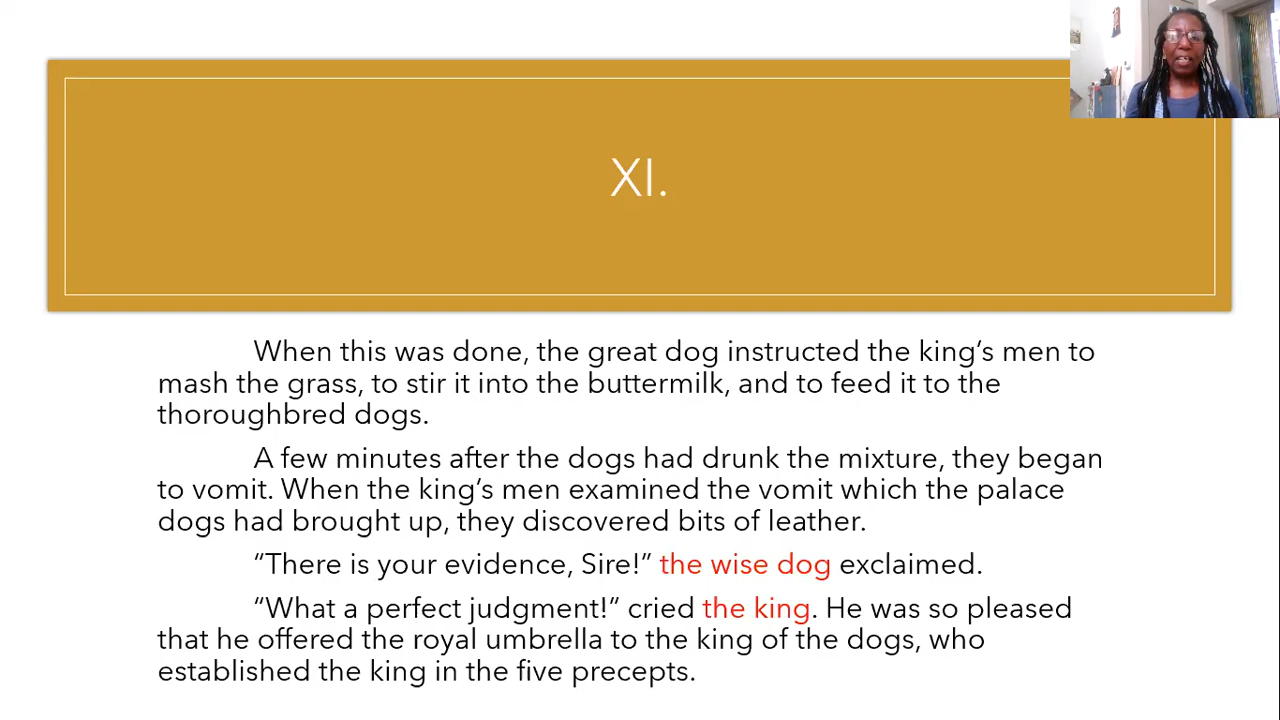 XI.
When this was done, the great dog instructed the king’s men to
mash the grass, to stir it into the buttermilk, and to feed it to the
thoroughbred dogs.
A few minutes after the dogs had drunk the mixture, they began
to vomit. When the king’s men examined the vomit which the palace
dogs had brought up, they discovered bits of leather.
“There is your evidence, Sire!” the wise dog exclaimed.
“What a perfect judgment!” cried the king. He was so pleased
that he offered the royal umbrella to the king of the dogs, who
established the king in the five precepts.